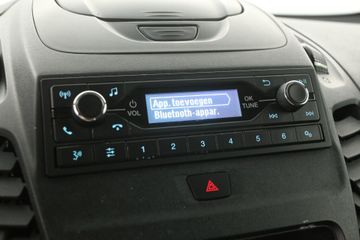 VOL
App. toevoegen
Bluetooth-appar.
OK
TUNE
1 2 3 4 5 6